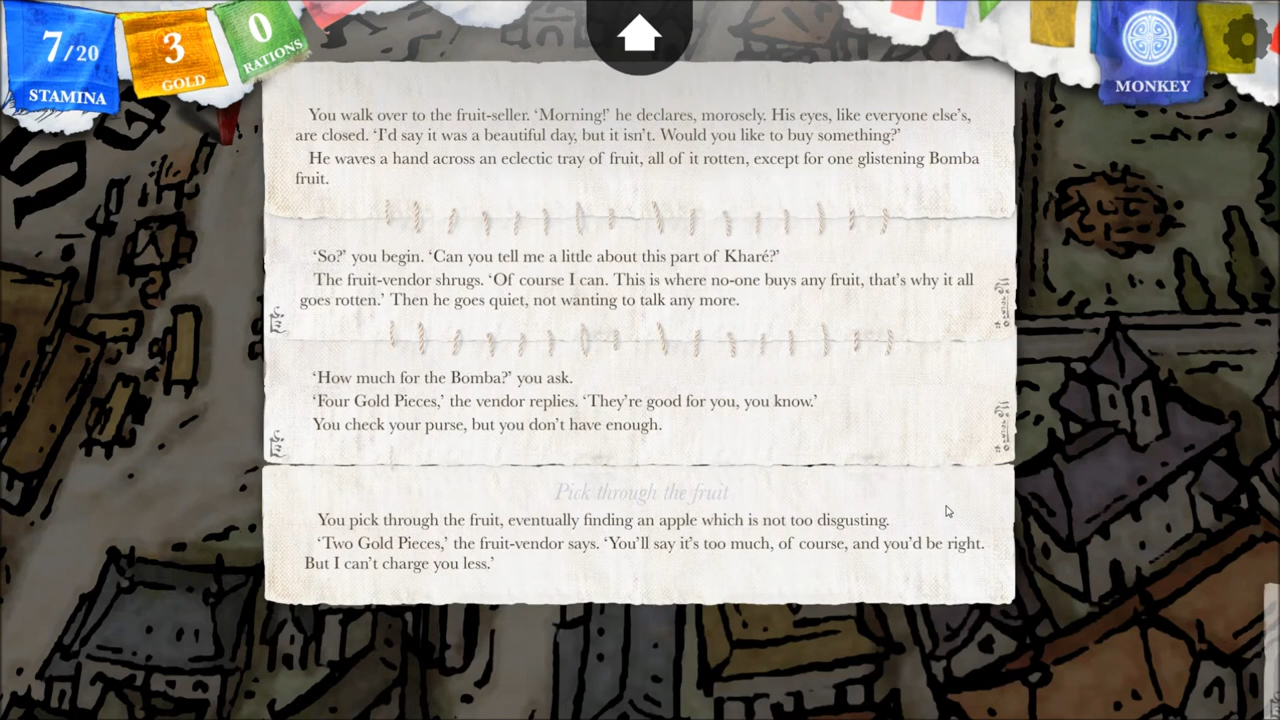 7/20
STAMINA
3
GOLD
0
RATIONS
MONKEY
You walk over to the fruit-seller. ‘Morning!’ he declares, morosely. His eyes, like everyone else’s,
are closed. ‘I’d say it was a beautiful day, but it isn’t. Would you like to buy something?’
He waves a hand across an eclectic tray of fruit, all of it rotten, except for one glistening Bomba
fruit.
‘So?’ you begin. ‘Can you tell me a little about this part of Kharé?’
The fruit-vendor shrugs. ‘Of course I can. This is where no-one buys any fruit, that’s why it all
goes rotten.’ Then he goes quiet, not wanting to talk any more.
‘How much for the Bomba?’ you ask.
‘Four Gold Pieces,’ the vendor replies. ‘They’re good for you, you know.’
You check your purse, but you don’t have enough.
Pick through the fruit
You pick through the fruit, eventually finding an apple which is not too disgusting.
‘Two Gold Pieces,’ the fruit-vendor says. ‘You’ll say it’s too much, of course, and you’d be right.
But I can’t charge you less.’